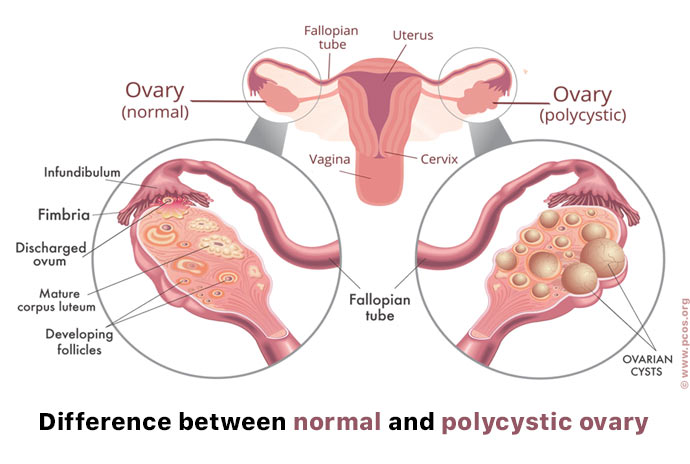 Fallopian
tube
Uterus
Ovary
(normal)
Ovary
(polycystic)
Vagina
Cervix
Infundibulum
Fimbria
Discharged
ovum
Mature
corpus luteum
Developing
follicles
Fallopian
tube
OVARIAN
CYSTS
© www.pcos.org
Difference between normal and polycystic ovary